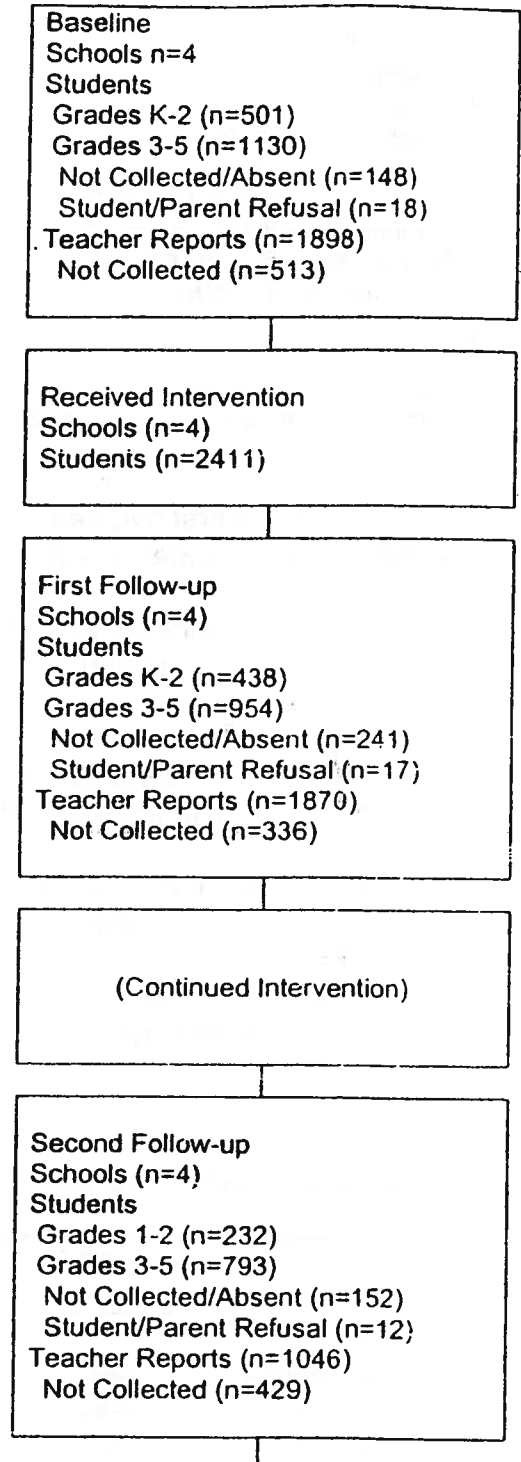 Baseline
Schools n=4
Students
Grades K-2 (n=501)
Grades 3-5 (n=1130)
Not Collected/Absent (n=148)
Student/Parent Refusal (n=18)
Teacher Reports (n=1898)
Not Collected (n=513)
Received Intervention
Schools (n=4)
Students (n=2411)
First Follow-up
Schools (n=4)
Students
Grades K-2 (n=438)
Grades 3-5 (n=954)
Not Collected/Absent (n=241)
Student/Parent Refusal (n=17)
Teacher Reports (n=1870)
Not Collected (n=336)
(Continued Intervention)
Second Follow-up
Schools (n=4)
Students
Grades 1-2 (n=232)
Grades 3-5 (n=793)
Not Collected/Absent (n=152)
Student/Parent Refusal (n=12)
Teacher Reports (n=1046)
Not Collected (n=429)